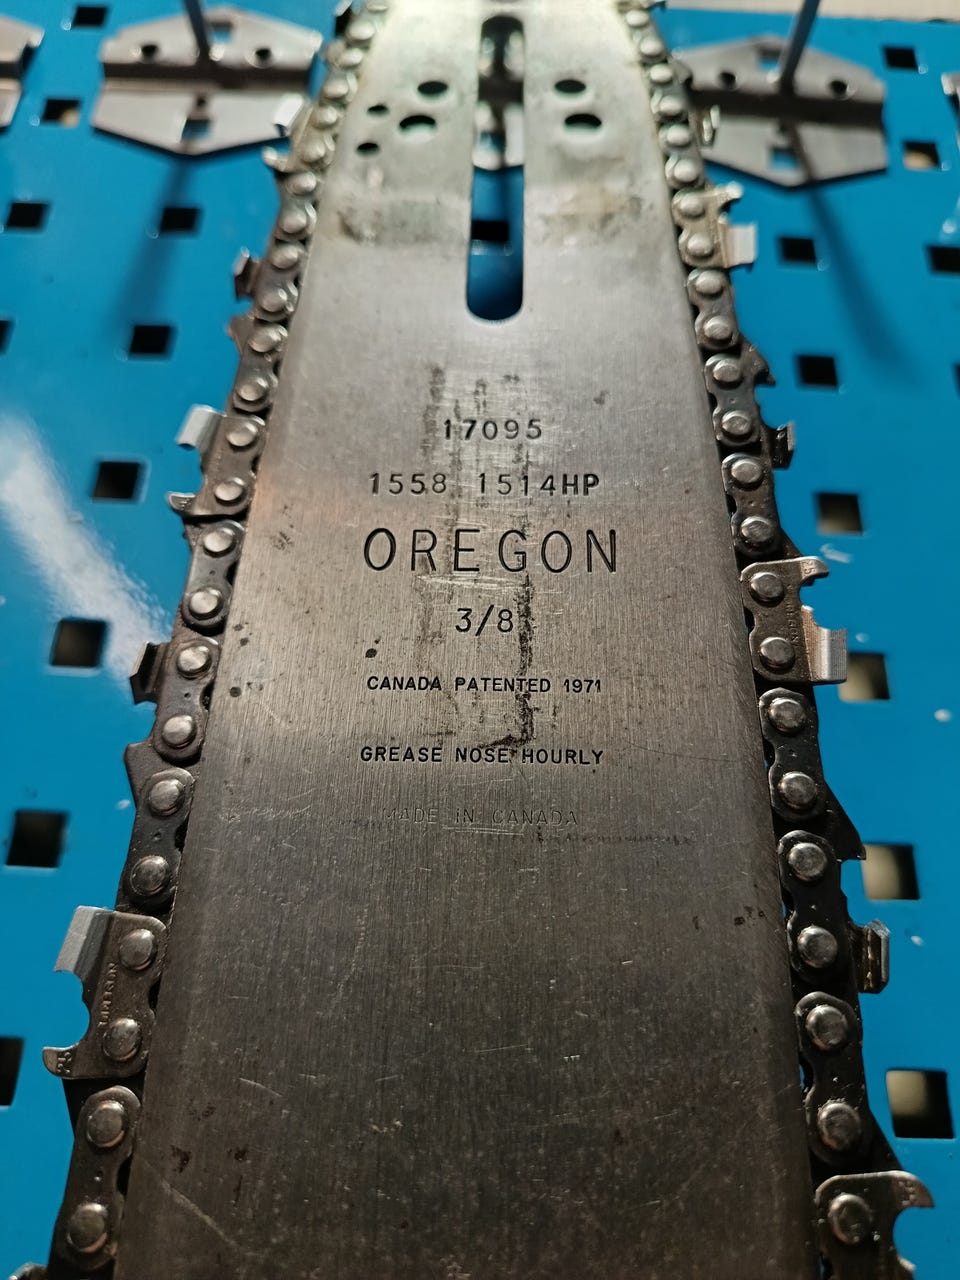 17095
1558 1514HP
OREGON
3/8
CANADA PATENTED 1971
GREASE NOSE HOURLY
MADE IN CANADA